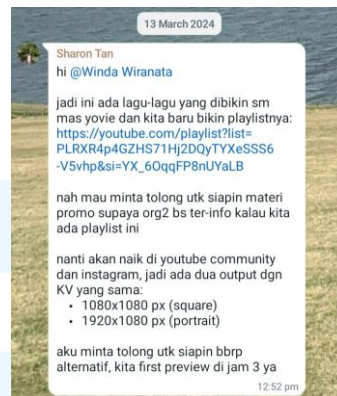 13 March 2024
Sharon Tan
hi @Winda Wiranata
jadi ini ada lagu-lagu yang dibikin sm
mas yovie dan kita baru bikin playlistnya:
https://youtube.com/playlist?list=
PLRXR4p4GZHS71Hj2DQyTYXeSSS6
-V5vhp&si=YX_6OqqFP8nUYaLB
nah mau minta tolong utk siapin materi
promo supaya org2 bs ter-info kalau kita
ada playlist ini
nanti akan naik di youtube community
dan instagram, jadi ada dua output dgn
KV yang sama:
• 1080x1080 px (square)
• 1920x1080 px (portrait)
aku minta tolong utk siapin bbrp
alternatif, kita first preview di jam 3 ya
12:52 pm